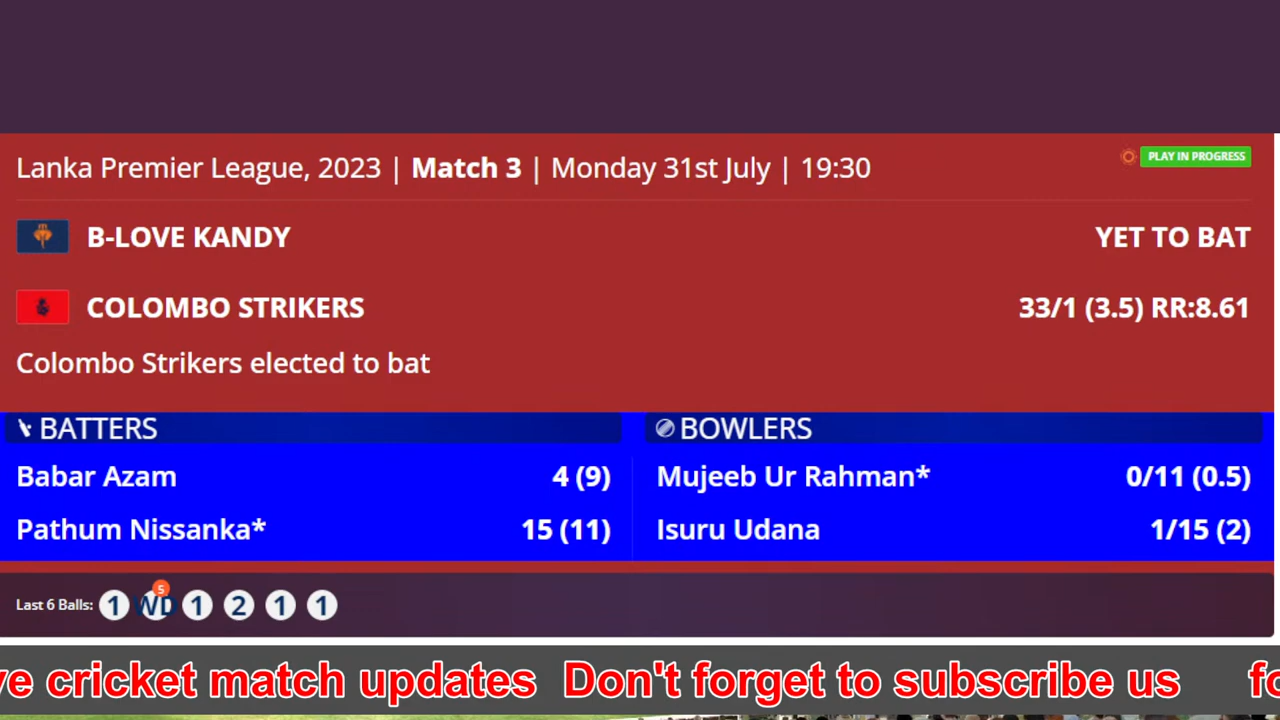 Lanka Premier League, 2023 | Match 3 | Monday 31st July | 19:30
PLAY IN PROGRESS
B-LOVE KANDY YET TO BAT
COLOMBO STRIKERS 33/1 (3.5) RR:8.61
Colombo Strikers elected to bat
BATTERS BOWLERS
Babar Azam 4 (9) Mujeeb Ur Rahman* 0/11 (0.5)
Pathum Nissanka* 15 (11) Isuru Udana 1/15 (2)
Last 6 Balls: 1 WD 5 1 2 1 1
ve cricket match updates Don't forget to subscribe us fo